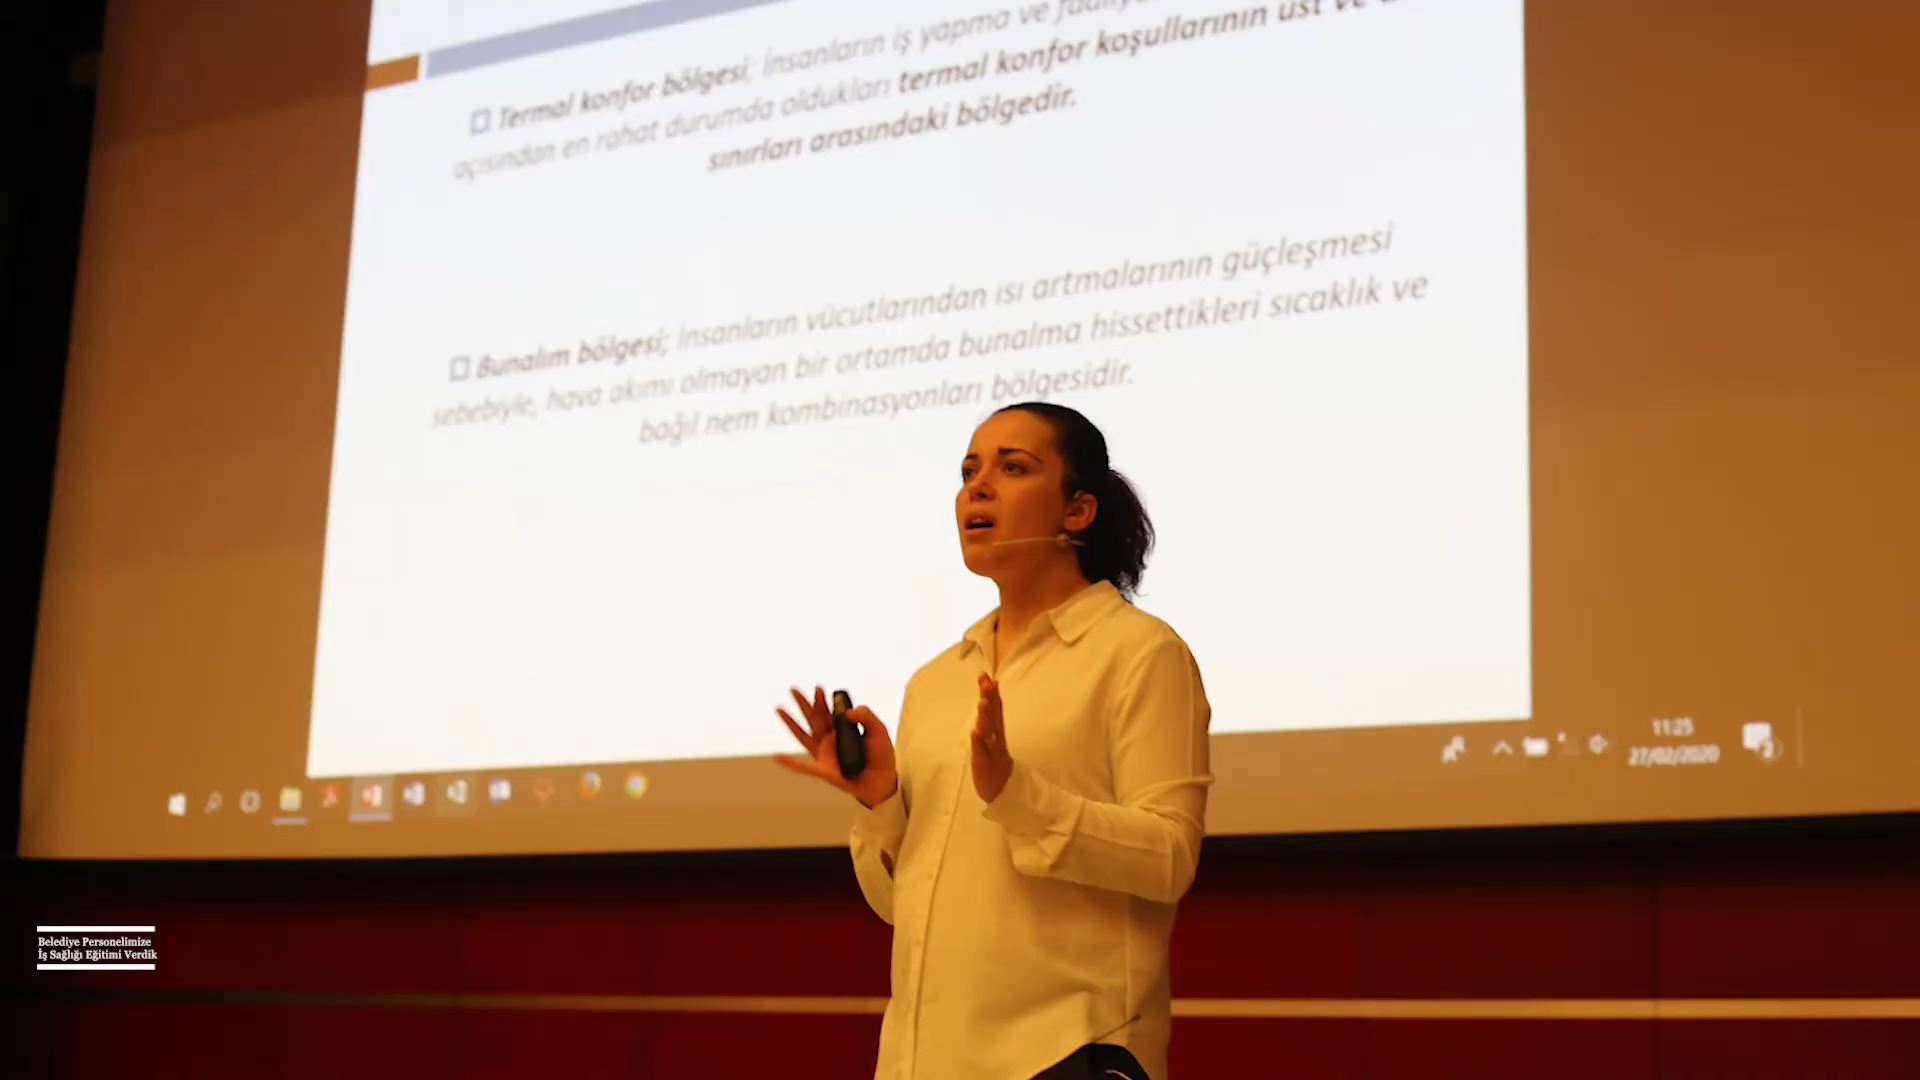 Termal konfor bölgesi; İnsanların iş yapma ve
açısından en rahat durumda oldukları termal konfor koşullarının üst ve
sınırları arasındaki bölgedir.
Bunalım bölgesi; İnsanların vücutlarından ısı artmalarının güçleşmesi
sebebiyle, hava akımı olmayan bir ortamda bunalma hissettikleri sıcaklık ve
bağıl nem kombinasyonları bölgesidir.
11:25
27/02/2020
Belediye Personelimize
İş Sağlığı Eğitimi Verdik